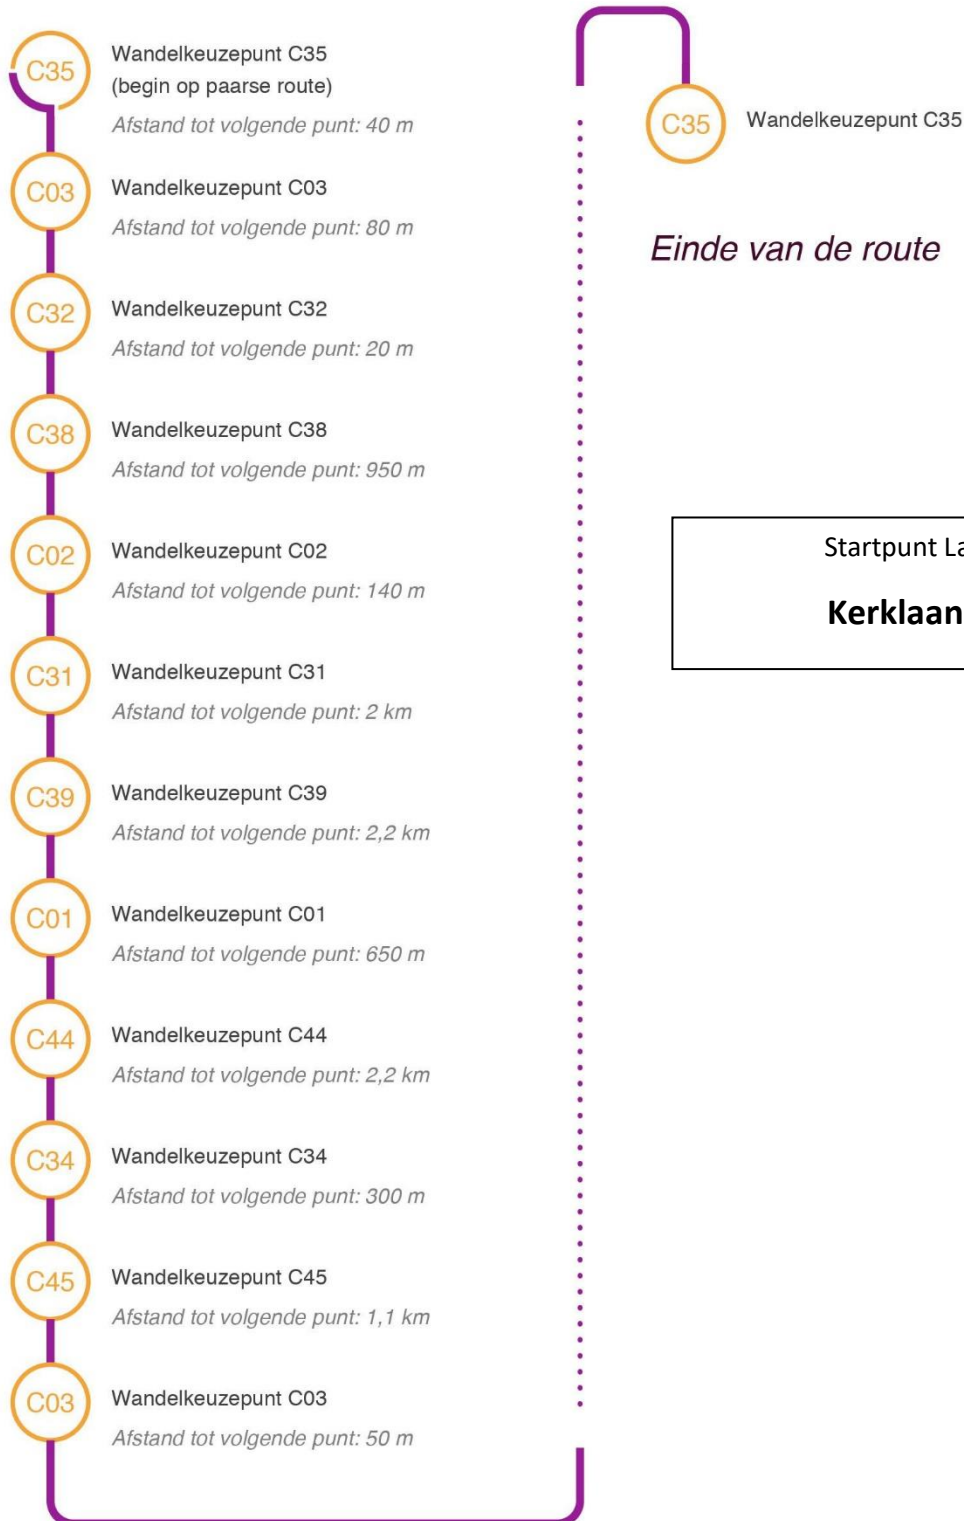 C35
Wandelkeuzepunt C35
(begin op paarse route)
Afstand tot volgende punt: 40 m
C03
Wandelkeuzepunt C03
Afstand tot volgende punt: 80 m
C32
Wandelkeuzepunt C32
Afstand tot volgende punt: 20 m
C38
Wandelkeuzepunt C38
Afstand tot volgende punt: 950 m
C02
Wandelkeuzepunt C02
Afstand tot volgende punt: 140 m
C31
Wandelkeuzepunt C31
Afstand tot volgende punt: 2 km
C39
Wandelkeuzepunt C39
Afstand tot volgende punt: 2,2 km
C01
Wandelkeuzepunt C01
Afstand tot volgende punt: 650 m
C44
Wandelkeuzepunt C44
Afstand tot volgende punt: 2,2 km
C34
Wandelkeuzepunt C34
Afstand tot volgende punt: 300 m
C45
Wandelkeuzepunt C45
Afstand tot volgende punt: 1,1 km
C03
Wandelkeuzepunt C03
Afstand tot volgende punt: 50 m
C35
Wandelkeuzepunt C35
Einde van de route
Startpunt
Kerklaan